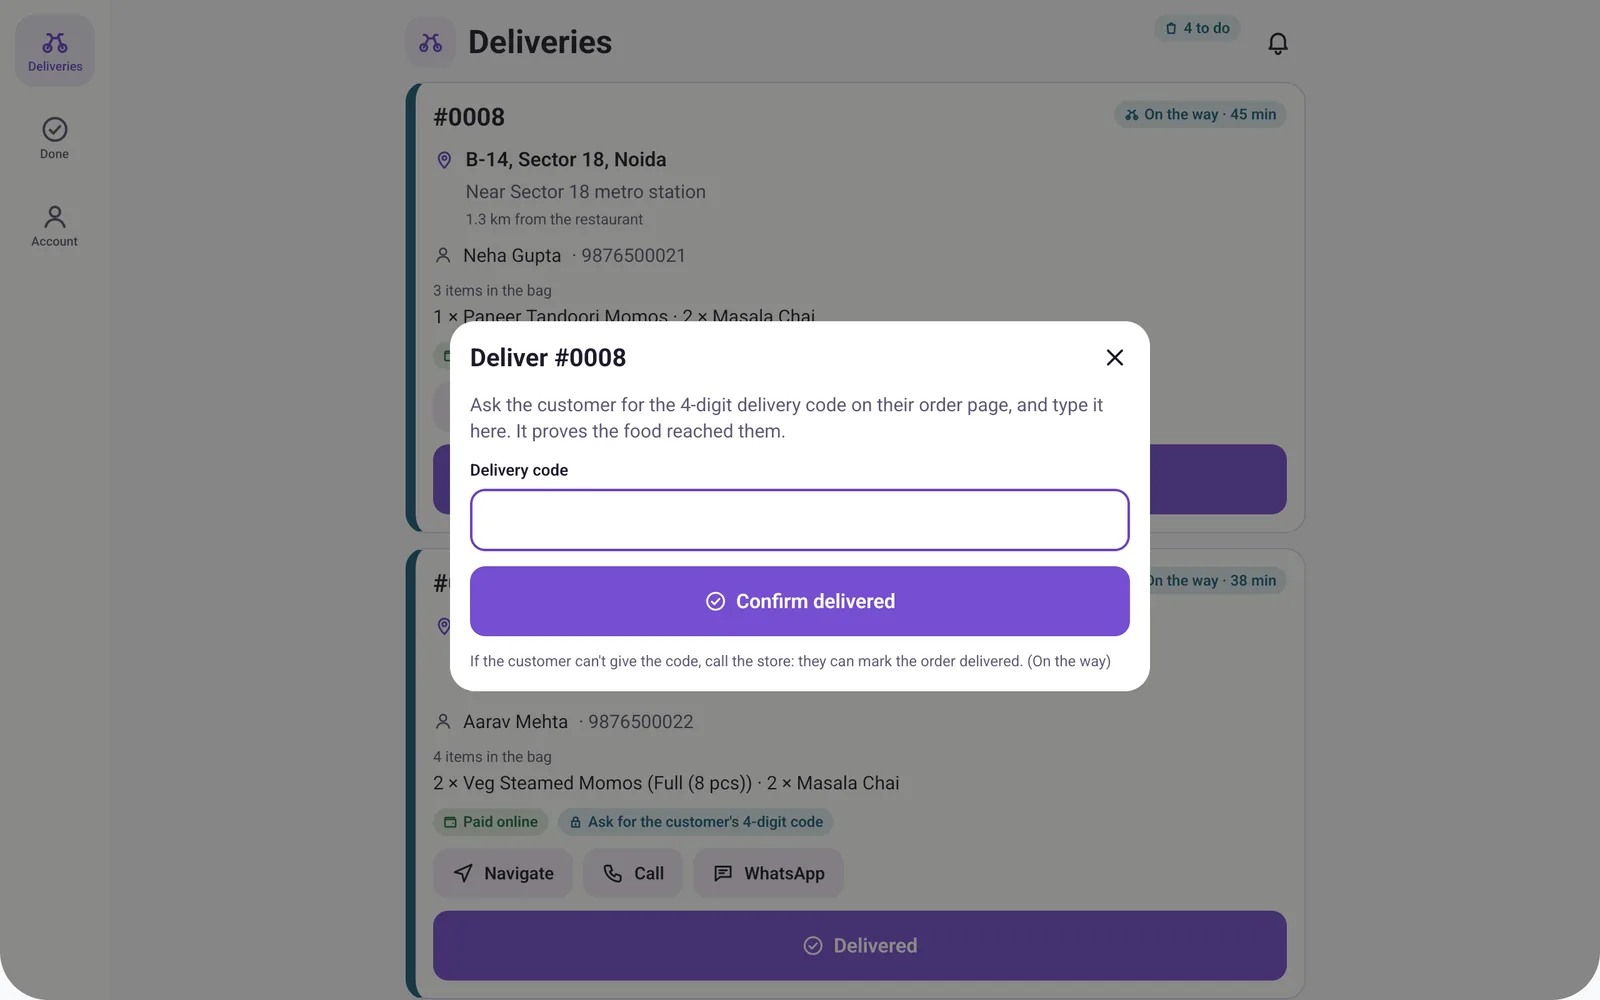 Deliveries
Done
Account
Deliveries
4 to do
#0008
On the way · 45 min
B-14, Sector 18, Noida
Near Sector 18 metro station
1.3 km from the restaurant
Neha Gupta · 9876500021
3 items in the bag
1 × Paneer Tandoori Momos · 2 × Masala Chai
Deliver #0008
Ask the customer for the 4-digit delivery code on their order page, and type it
here. It proves the food reached them.
Delivery code
Confirm delivered
If the customer can't give the code, call the store: they can mark the order delivered. (On the way)
On the way · 38 min
Aarav Mehta · 9876500022
4 items in the bag
2 × Veg Steamed Momos (Full (8 pcs)) · 2 × Masala Chai
Paid online
Ask for the customer's 4-digit code
Navigate
Call
WhatsApp
Delivered